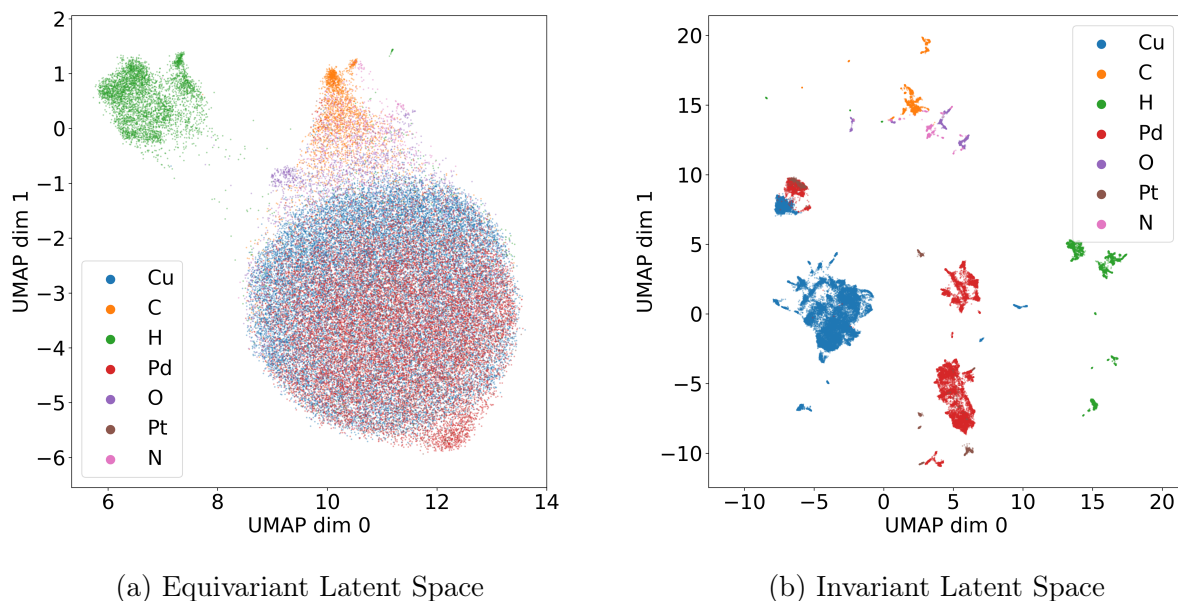 2
1
0
−1
−2
−3
−4
−5
−6
UMAP dim 1
Cu
C
H
Pd
O
Pt
N
6 8 10 12 14
UMAP dim 0
(a) Equivariant Latent Space
20
15
10
5
0
−5
−10
UMAP dim 1
Cu
C
H
Pd
O
Pt
N
−10 −5 0 5 10 15 20
UMAP dim 0
(b) Invariant Latent Space